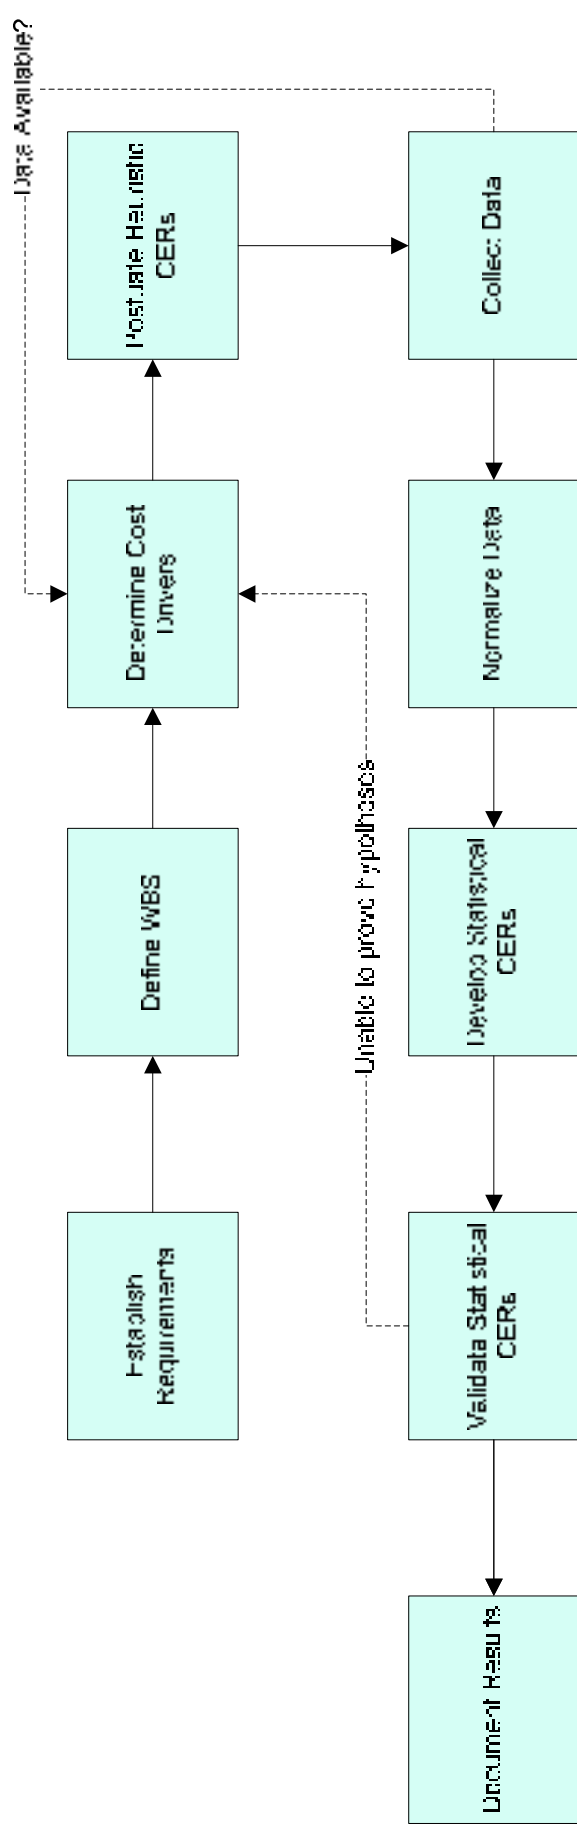 Establish
Requirements
Define WBS
Determine Cost
Drivers
Postulate Heuristic
CERs
Data Available?
Collect Data
Normalize Data
Develop Statistical
CERs
Validata Statistical
CERs
Unable to prove hypotheses
Document Results